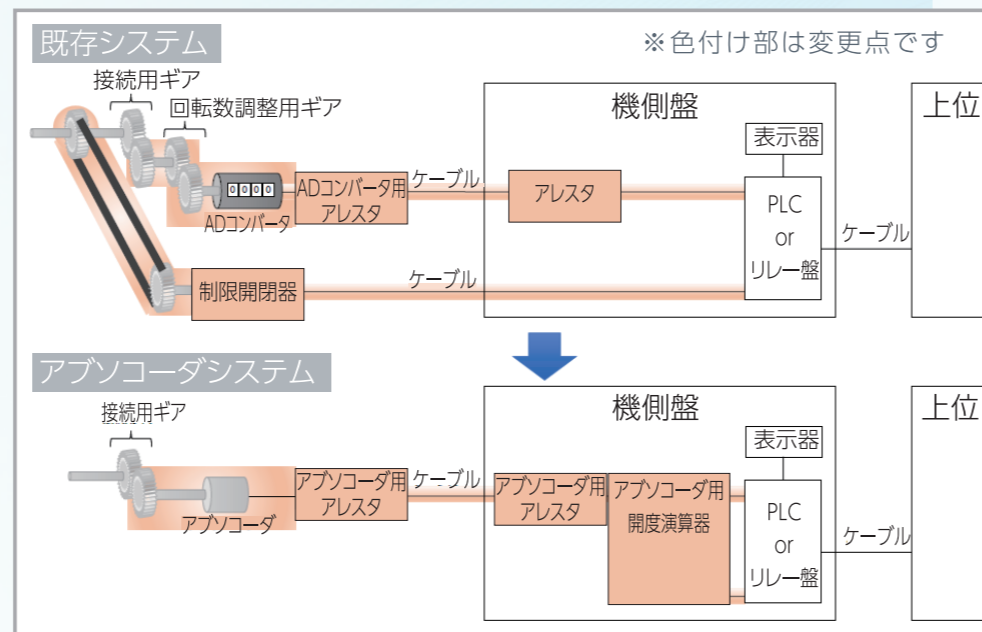 既存システム
※色付け部は変更点です
接続用ギア
回転数調整用ギア
0000
ADコンバータ
ADコンバータ用
アレスタ
ケーブル
制限開閉器
ケーブル
機側盤
アレスタ
表示器
PLC
or
リレー盤
ケーブル
上位
アブソコーダシステム
接続用ギア
アブソコーダ
アブソコーダ用
アレスタ
ケーブル
機側盤
アブソコーダ用
アレスタ
アブソコーダ用
開度演算器
表示器
PLC
or
リレー盤
ケーブル
上位